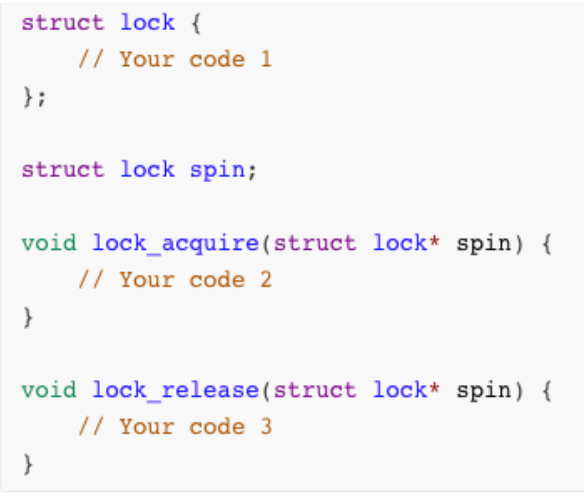 struct lock {
    // Your code 1
};

struct lock spin;

void lock_acquire(struct lock* spin) {
    // Your code 2
}

void lock_release(struct lock* spin) {
    // Your code 3
}